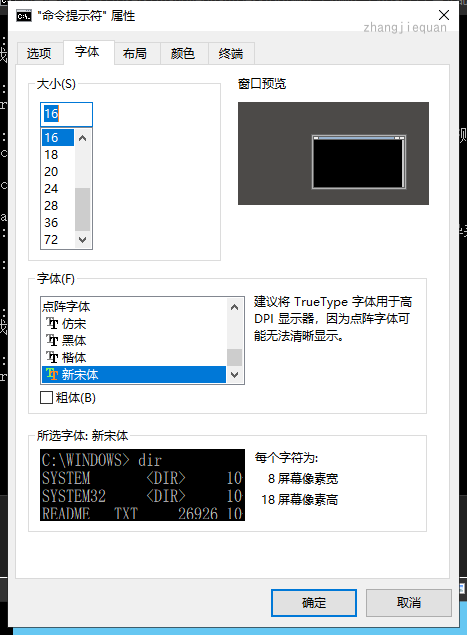 "命令提示符" 属性
zhangjiequan
选项
字体
布局
颜色
终端
大小(S)
窗口预览
16
16
18
20
24
28
36
72
字体(F)
点阵字体
仿宋
黑体
楷体
新宋体
建议将 TrueType 字体用于高
DPI 显示器，因为点阵字体可
能无法清晰显示。
粗体(B)
所选字体: 新宋体
C:\WINDOWS> dir
SYSTEM <DIR> 10
SYSTEM32 <DIR> 10
README TXT 26926 10
每个字符为:
8 屏幕像素宽
18 屏幕像素高
确定
取消